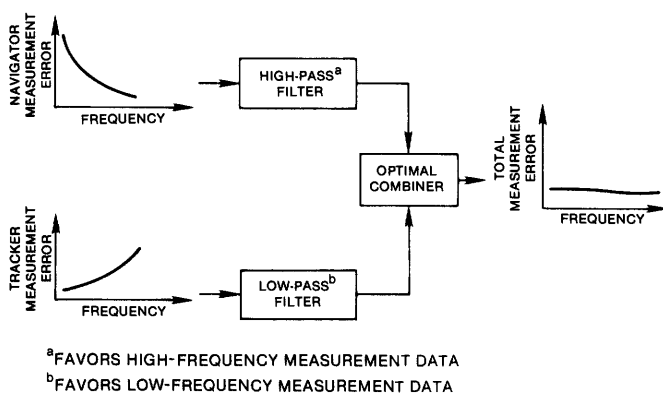 NAVIGATOR
MEASUREMENT
ERROR
FREQUENCY
HIGH-PASSᵃ
FILTER
OPTIMAL
COMBINER
TOTAL
MEASUREMENT
ERROR
FREQUENCY
TRACKER
MEASUREMENT
ERROR
FREQUENCY
LOW-PASSᵇ
FILTER
ᵃFAVORS HIGH-FREQUENCY MEASUREMENT DATA
ᵇFAVORS LOW-FREQUENCY MEASUREMENT DATA